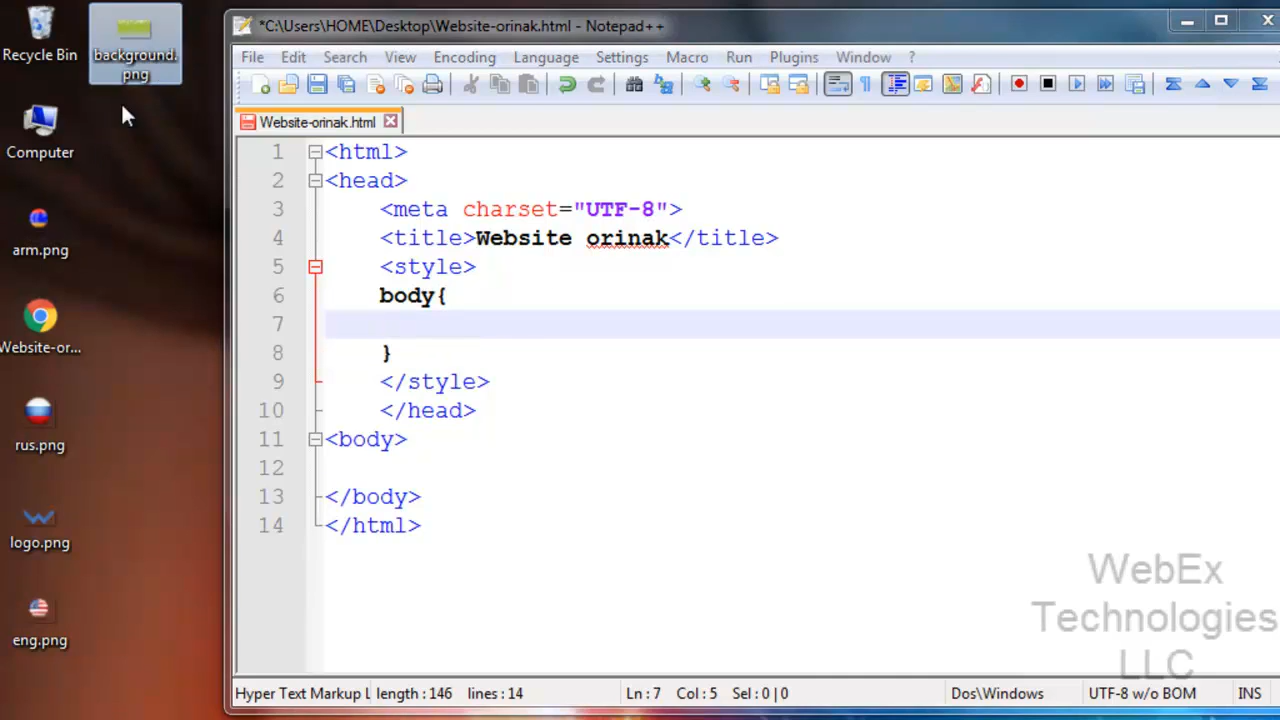 Recycle Bin
background.
png
Computer
arm.png
Website-or...
rus.png
logo.png
eng.png
*C:\Users\HOME\Desktop\Website-orinak.html - Notepad++
File Edit Search View Encoding Language Settings Macro Run Plugins Window ?
Website-orinak.html
1 <html>
2 <head>
3 <meta charset="UTF-8">
4 <title>Website orinak</title>
5 <style>
6 body{
7
8 }
9 </style>
10 </head>
11 <body>
12
13 </body>
14 </html>
WebEx
Technologies
LLC
Hyper Text Markup L length : 146 lines : 14 Ln : 7 Col : 5 Sel : 0 | 0 Dos\Windows UTF-8 w/o BOM INS